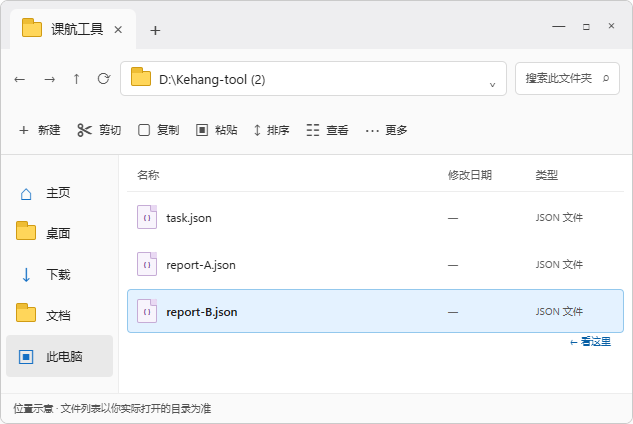 课航工具
D:\Kehang-tool (2)
搜索此文件夹
新建 剪切 复制 粘贴 排序 查看 更多
名称 修改日期 类型
主页
桌面
下载
文档
此电脑
task.json — JSON 文件
report-A.json — JSON 文件
report-B.json — JSON 文件
← 看这里
位置示意 · 文件列表以你实际打开的目录为准